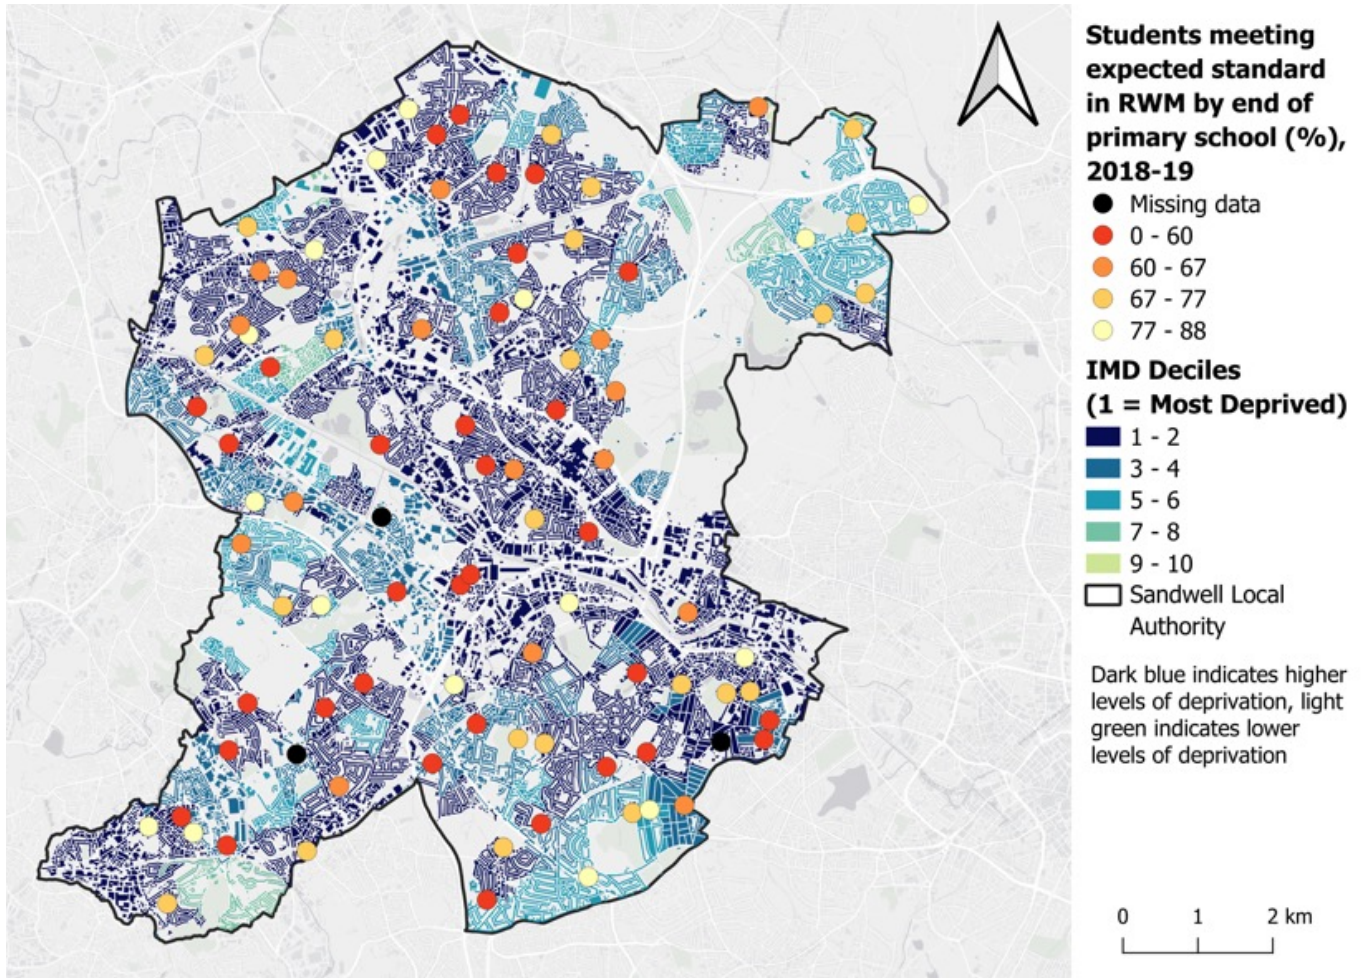 Students meeting
expected standard
in RWM by end of
primary school (%),
2018-19
Missing data
0 - 60
60 - 67
67 - 77
77 - 88
IMD Deciles
(1 = Most Deprived)
1 - 2
3 - 4
5 - 6
7 - 8
9 - 10
Sandwell Local
Authority
Dark blue indicates higher
levels of deprivation, light
green indicates lower
levels of deprivation
0 1 2 km